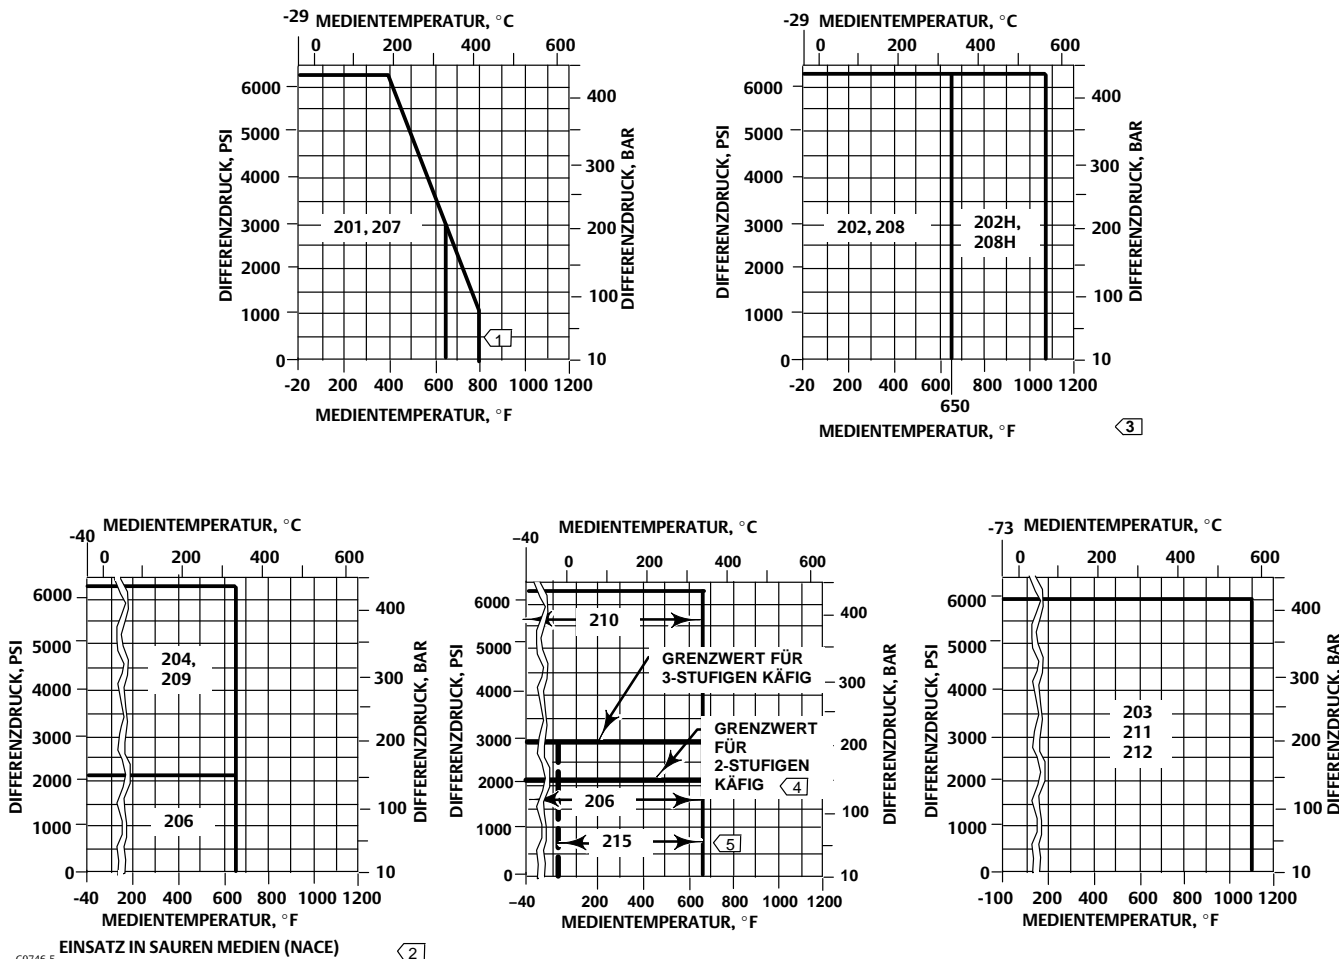 -29 MEDIENTEMPERATUR, °C
0 200 400 600
DIFFERENZDRUCK, PSI
6000
5000
4000
3000
2000
1000
0
201, 207
1
400
300
200
100
10
DIFFERENZDRUCK, BAR
-20 200 400 600 800 1000 1200
MEDIENTEMPERATUR, °F
-29 MEDIENTEMPERATUR, °C
0 200 400 600
DIFFERENZDRUCK, PSI
6000
5000
4000
3000
2000
1000
0
202, 208
202H,
208H
400
300
200
100
10
DIFFERENZDRUCK, BAR
-20 200 400 600 800 1000 1200
650
MEDIENTEMPERATUR, °F
3
-40 MEDIENTEMPERATUR, °C
0 200 400 600
DIFFERENZDRUCK, PSI
6000
5000
4000
3000
2000
1000
0
204,
209
206
400
300
200
100
10
DIFFERENZDRUCK, BAR
-40 200 400 600 800 1000 1200
MEDIENTEMPERATUR, °F
EINSATZ IN SAUREN MEDIEN (NACE)
2
-40 MEDIENTEMPERATUR, °C
0 200 400 600
DIFFERENZDRUCK, PSI
6000
5000
4000
3000
2000
1000
0
210
GRENZWERT FÜR
3-STUFIGEN KÄFIG
GRENZWERT
FÜR
2-STUFIGEN
KÄFIG
4
206
215
5
400
300
200
100
10
DIFFERENZDRUCK, BAR
-40 200 400 600 800 1000 1200
MEDIENTEMPERATUR, °F
-73 MEDIENTEMPERATUR, °C
0 200 400 600
DIFFERENZDRUCK, PSI
6000
5000
4000
3000
2000
1000
0
203
211
212
400
300
200
100
10
DIFFERENZDRUCK, BAR
-100 200 400 600 800 1000 1200
MEDIENTEMPERATUR, °F